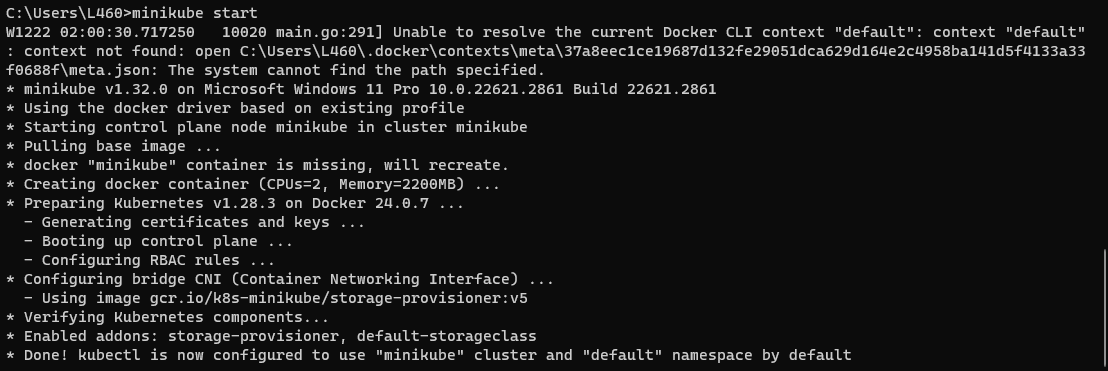 C:\Users\L460>minikube start
W1222 02:00:30.717250   10020 main.go:291] Unable to resolve the current Docker CLI context "default": context "default"
: context not found: open C:\Users\L460\.docker\contexts\meta\37a8eec1ce19687d132fe29051dca629d164e2c4958ba141d5f4133a33
f0688f\meta.json: The system cannot find the path specified.
* minikube v1.32.0 on Microsoft Windows 11 Pro 10.0.22621.2861 Build 22621.2861
* Using the docker driver based on existing profile
* Starting control plane node minikube in cluster minikube
* Pulling base image ...
* docker "minikube" container is missing, will recreate.
* Creating docker container (CPUs=2, Memory=2200MB) ...
* Preparing Kubernetes v1.28.3 on Docker 24.0.7 ...
  - Generating certificates and keys ...
  - Booting up control plane ...
  - Configuring RBAC rules ...
* Configuring bridge CNI (Container Networking Interface) ...
  - Using image gcr.io/k8s-minikube/storage-provisioner:v5
* Verifying Kubernetes components...
* Enabled addons: storage-provisioner, default-storageclass
* Done! kubectl is now configured to use "minikube" cluster and "default" namespace by default